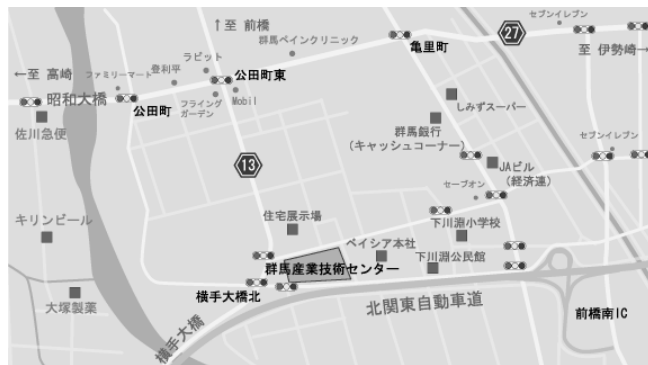 ↑至 前橋
セブンイレブン
27
群馬ペインクリニック
亀里町
至 伊勢崎→
ラビット
登利平
公田町東
←至 高崎
ファミリーマート
昭和大橋
フライング
ガーデン
Mobil
公田町
しみずスーパー
佐川急便
群馬銀行
(キャッシュコーナー)
セブンイレブン
13
JAビル
(経済連)
セーブオン
住宅展示場
下川淵小学校
キリンビール
ベイシア本社
群馬産業技術センター
下川淵公民館
横手大橋北
大塚製薬
北関東自動車道
前橋南IC
横手大橋